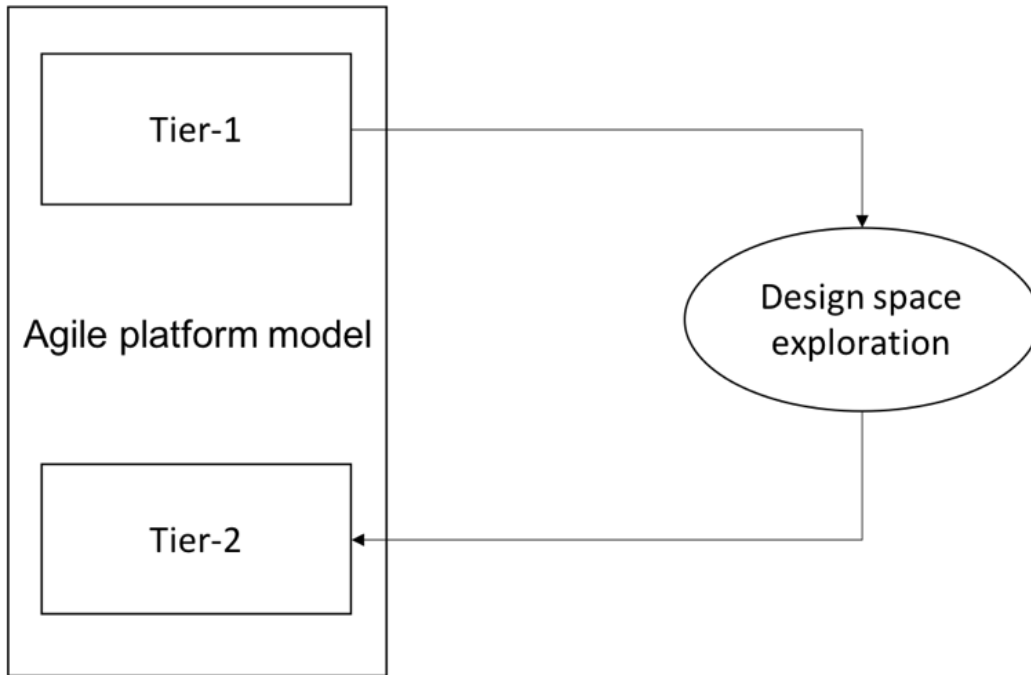 Tier-1
Agile platform model
Tier-2
Design space
exploration